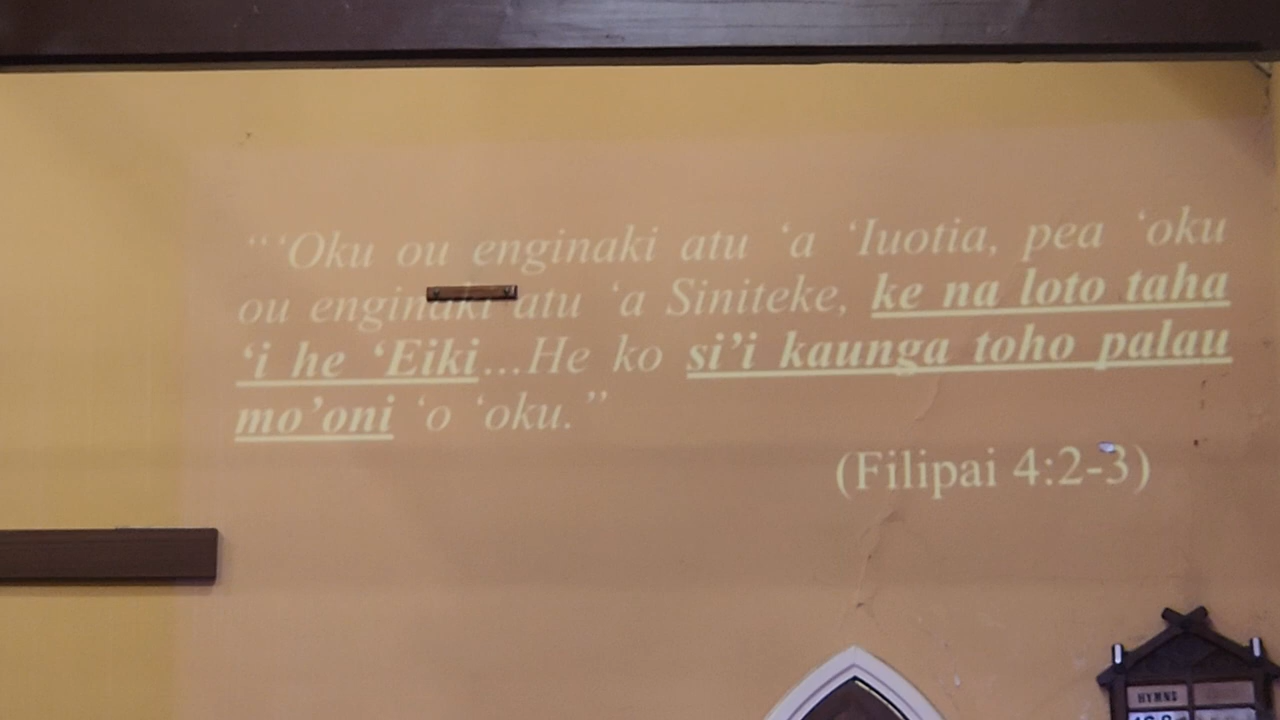 “‘Oku ou enginaki atu ‘a ‘Iuotia, pea ‘oku
ou enginaki atu ‘a Siniteke, ke na loto taha
‘i he ‘Eiki...He ko si’i kaunga toho palau
mo’oni ‘o ‘oku.”
(Filipai 4:2-3)
HYMNS